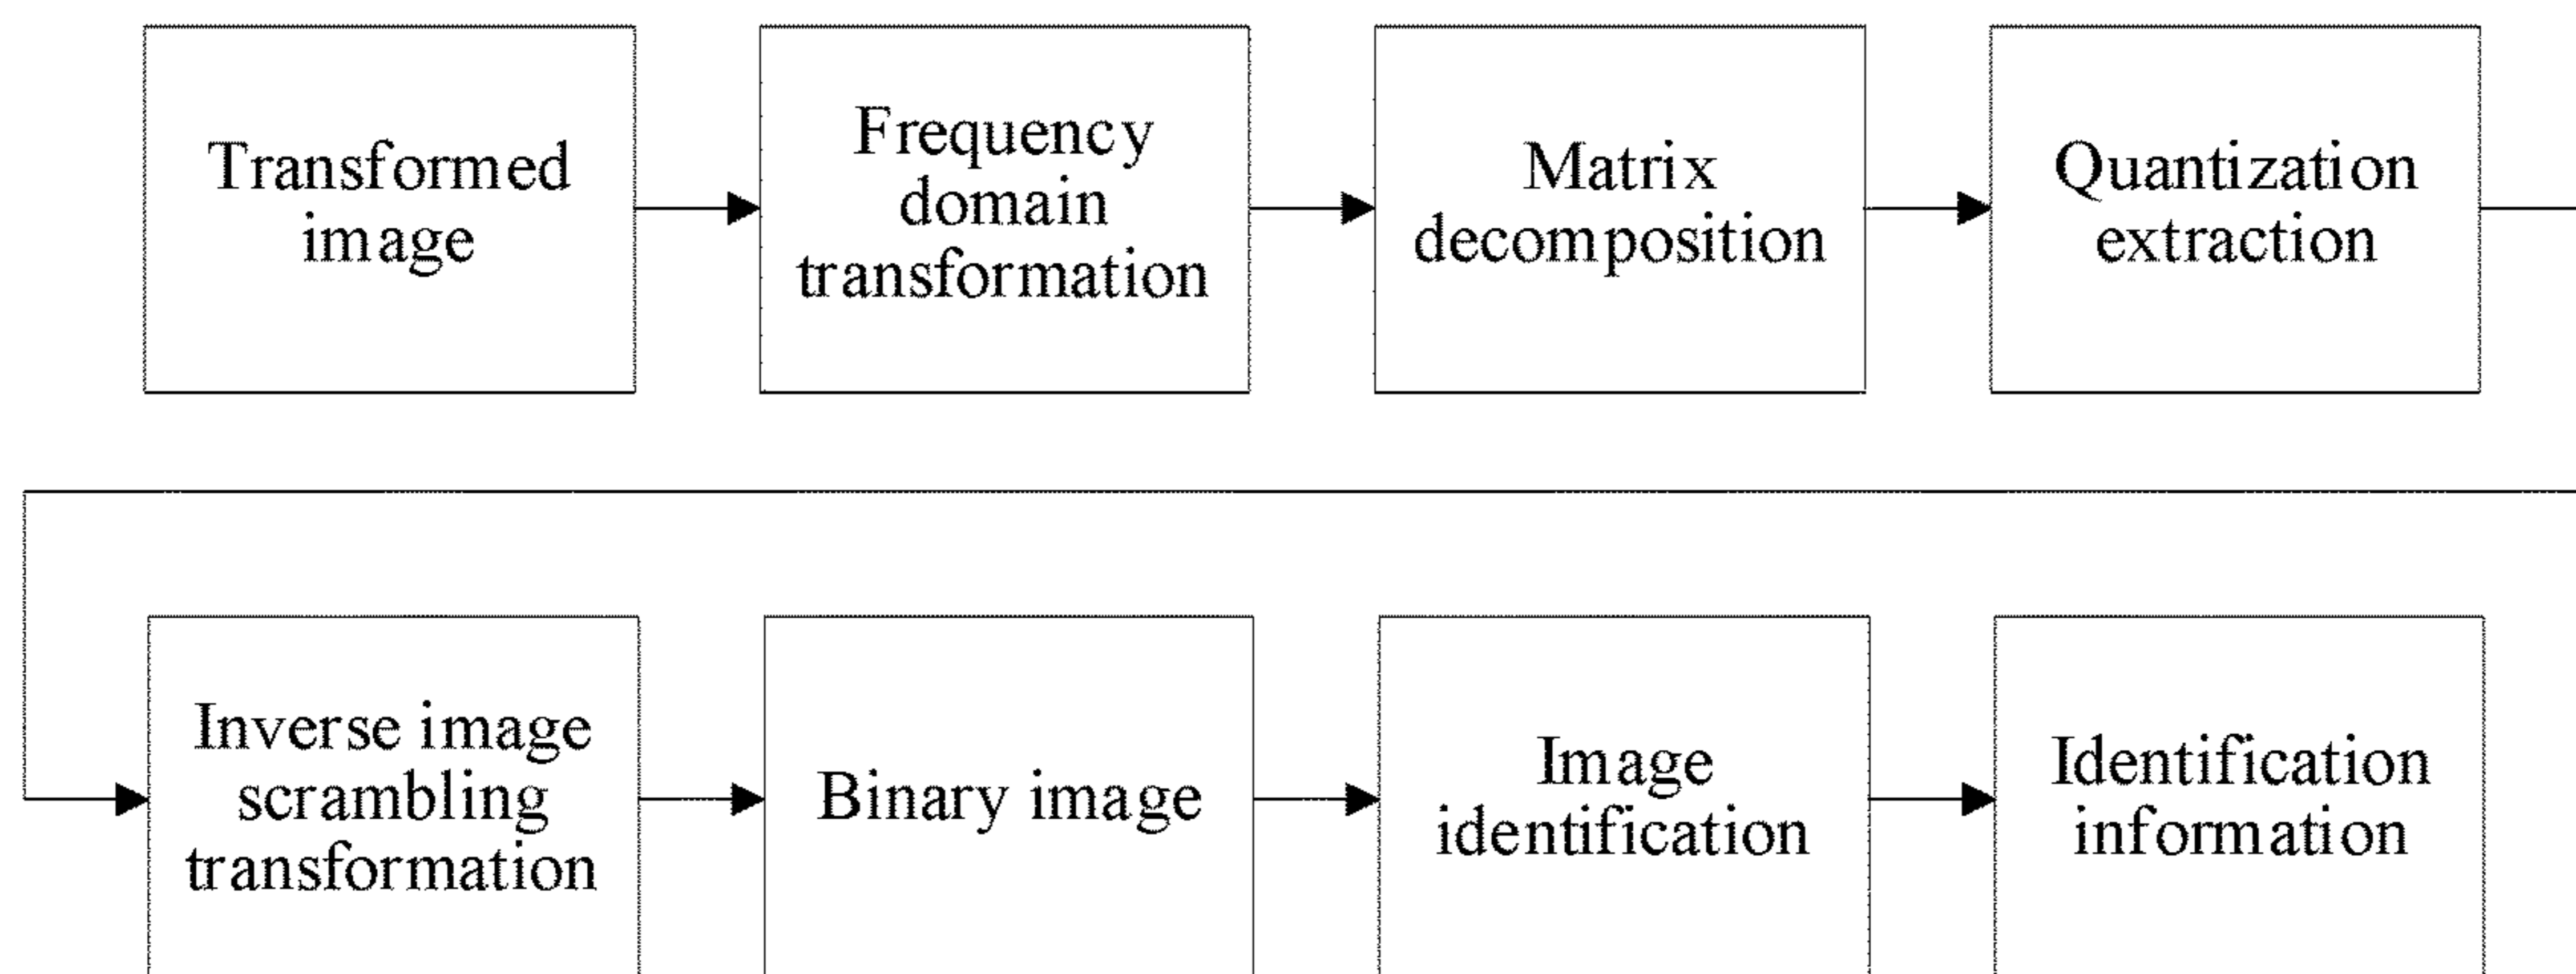 Transformed
image
Frequency
domain
transformation
Matrix
decomposition
Quantization
extraction
Inverse image
scrambling
transformation
Binary image
Image
identification
Identification
information